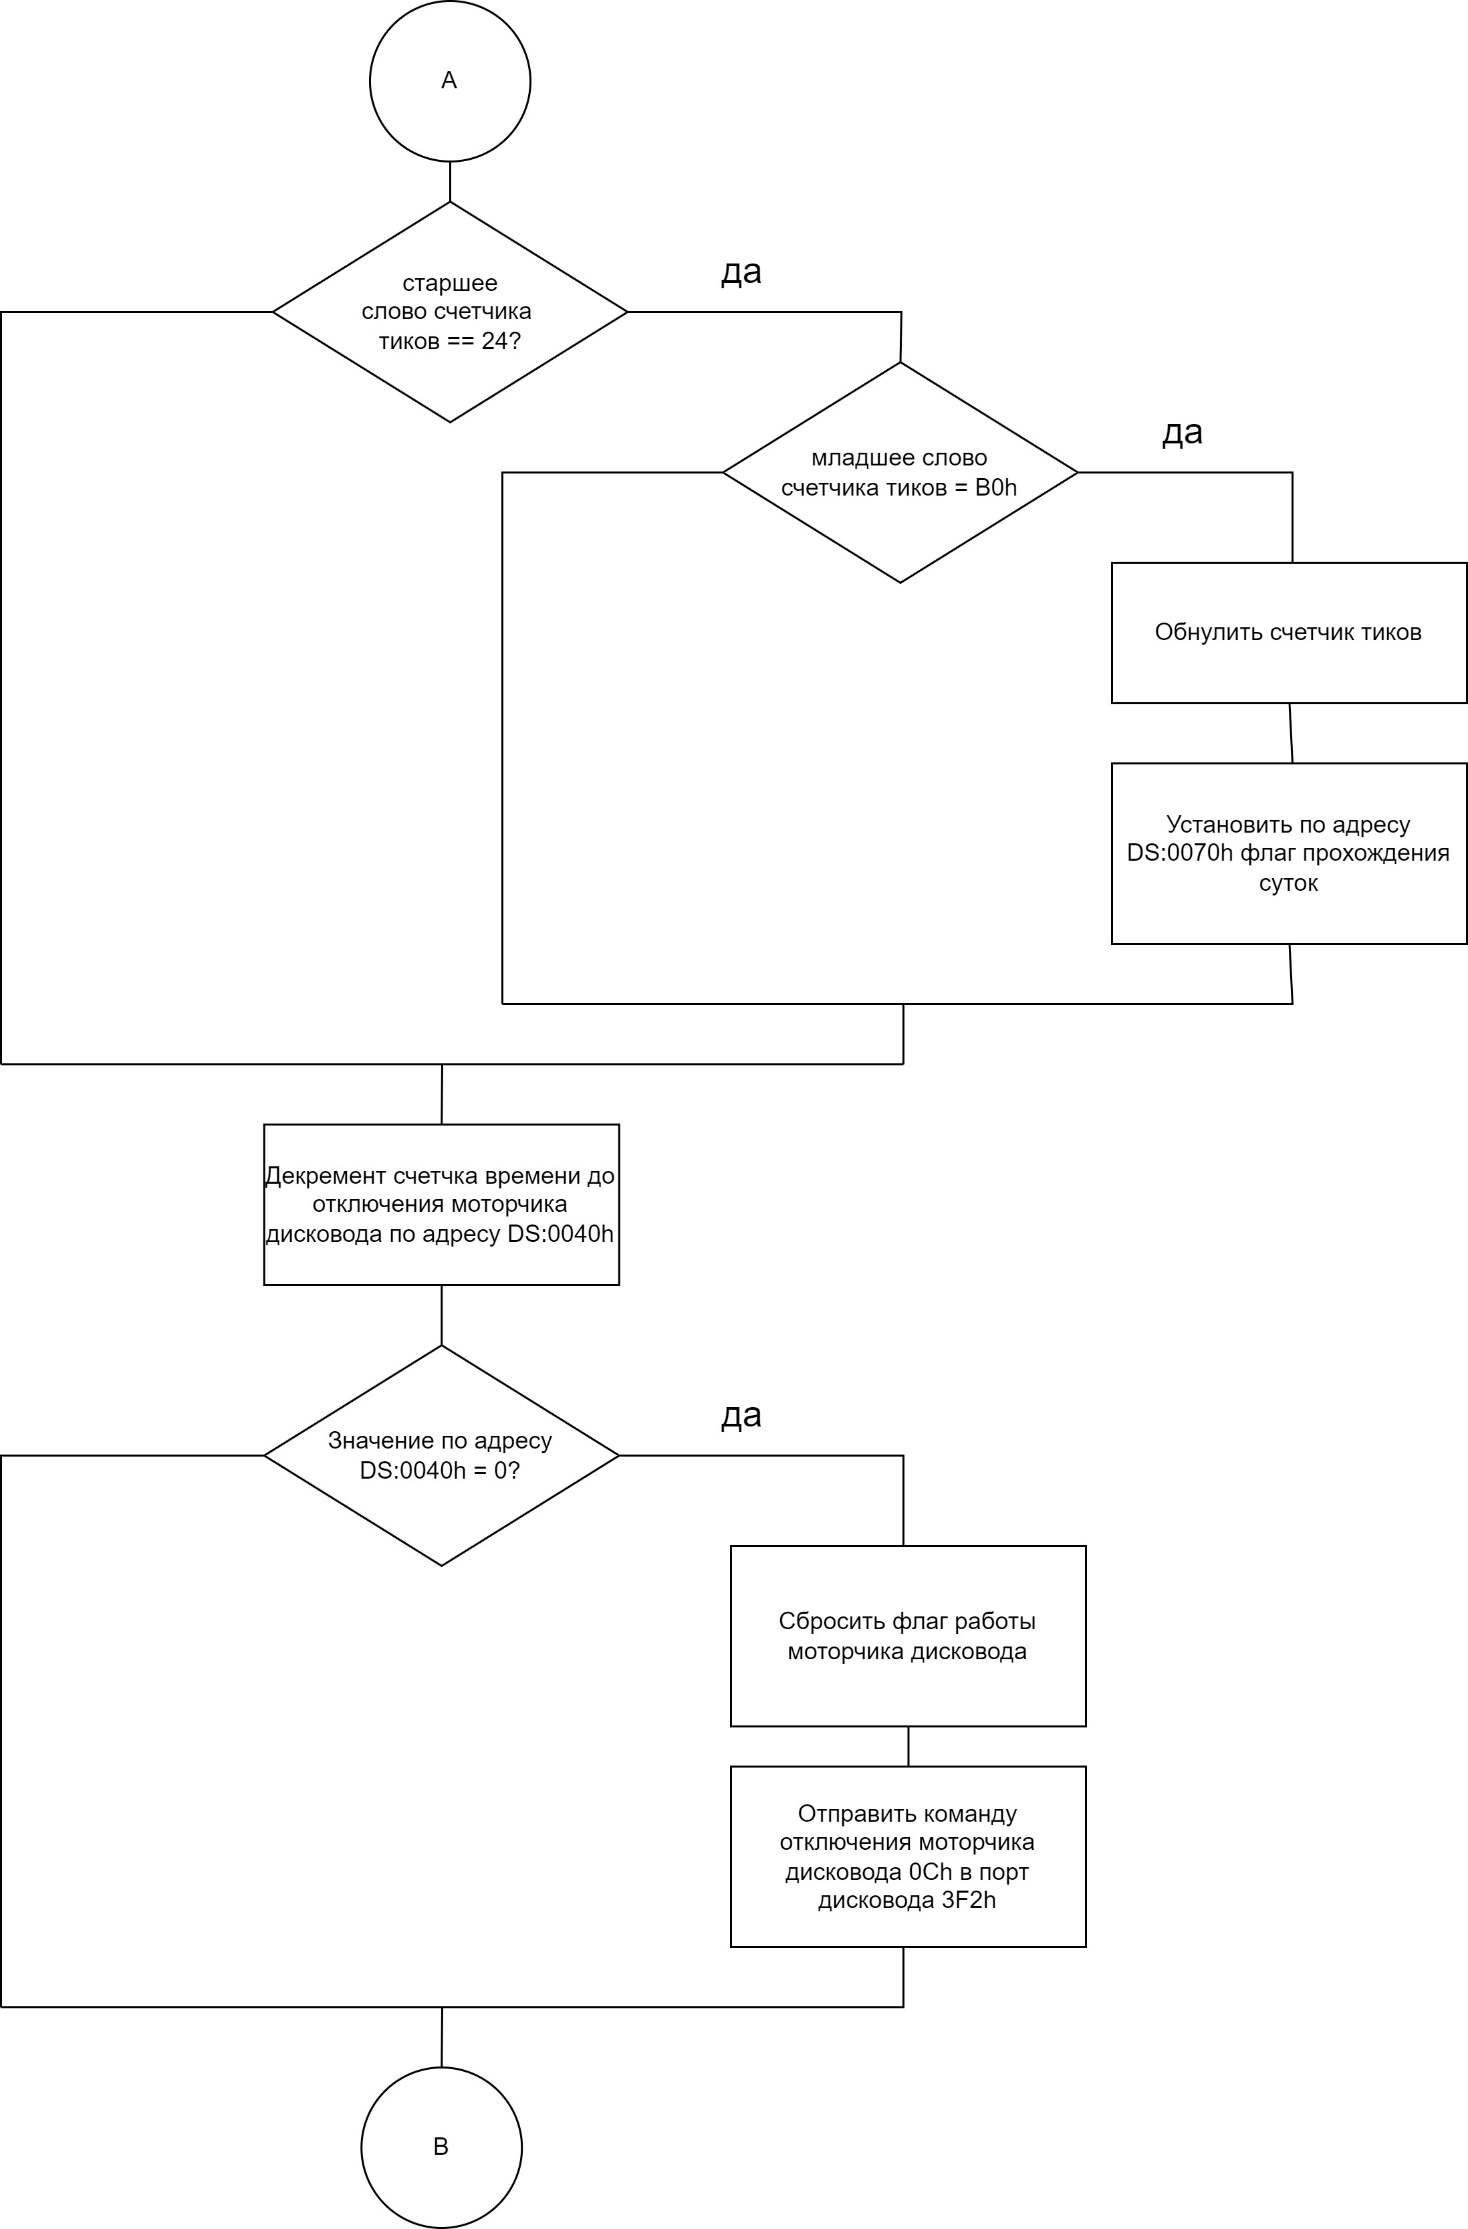 A
старшее
слово счетчика
тиков == 24?
да
младшее слово
счетчика тиков = B0h
да
Обнулить счетчик тиков
Установить по адресу
DS:0070h флаг прохождения
суток
Декремент счетчка времени до
отключения моторчика
дисковода по адресу DS:0040h
Значение по адресу
DS:0040h = 0?
да
Сбросить флаг работы
моторчика дисковода
Отправить команду
отключения моторчика
дисковода 0Ch в порт
дисковода 3F2h
B